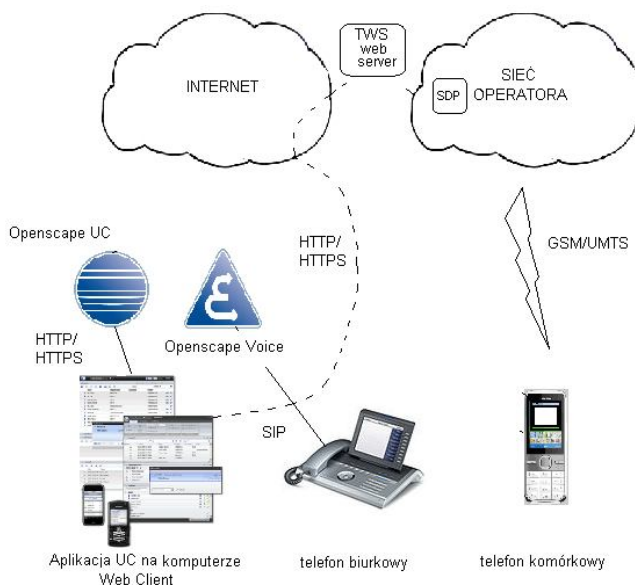 TWS
web
server
INTERNET
SIEĆ
SDP OPERATORA
Openscape UC
HTTP/
HTTPS
GSM/UMTS
HTTP/
HTTPS
Openscape Voice
SIP
Aplikacja UC na komputerze
Web Client
telefon biurkowy
telefon komórkowy